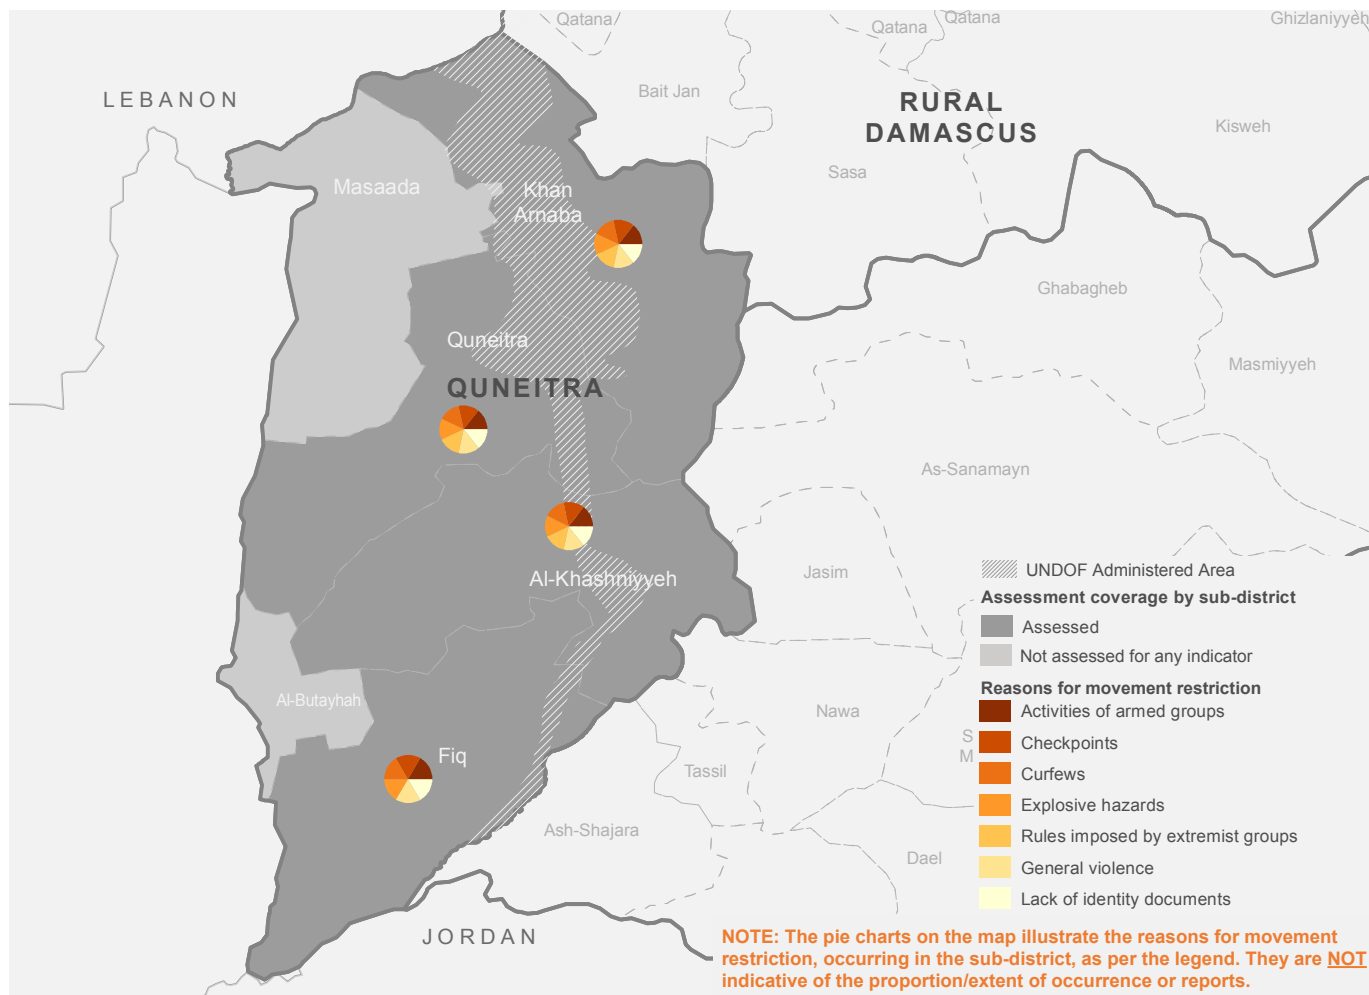 Qatana
Qatana
Qatana
Ghizlaniyyeh
LEBANON
Bait Jan
RURAL
DAMASCUS
Kisweh
Sasa
Masaada
Khan
Arnaba
Ghabagheb
Quneitra
Masmiyyeh
QUNEITRA
As-Sanamayn
Al-Khashniyyeh
Jasim
Al-Butayhah
Nawa
Fiq
Tassil
S
M
Ash-Shajara
Dael
JORDAN
UNDOF Administered Area
Assessment coverage by sub-district
Assessed
Not assessed for any indicator
Reasons for movement restriction
Activities of armed groups
Checkpoints
Curfews
Explosive hazards
Rules imposed by extremist groups
General violence
Lack of identity documents
NOTE: The pie charts on the map illustrate the reasons for movement
restriction, occurring in the sub-district, as per the legend. They are NOT
indicative of the proportion/extent of occurrence or reports.